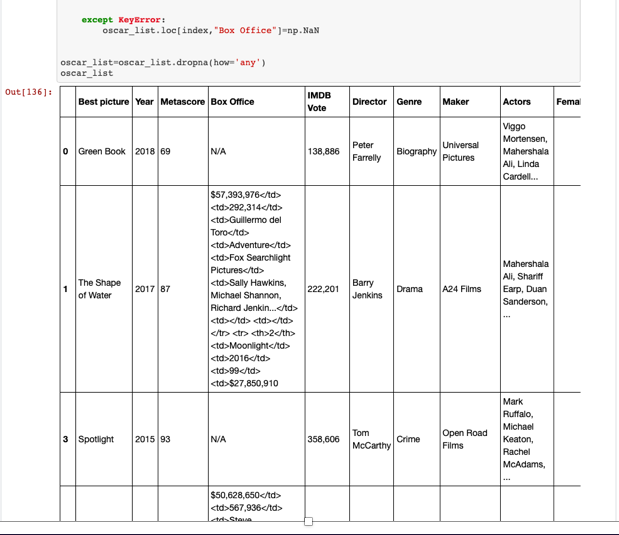 except KeyError:
oscar_list.loc[index,"Box Office"]=np.NaN
oscar_list=oscar_list.dropna(how='any')
oscar_list
Out[136]:
Best picture Year Metascore Box Office IMDB Vote Director Genre Maker Actors Femal
0 Green Book 2018 69 N/A 138,886 Peter Farrelly Biography Universal Pictures Viggo Mortensen, Mahershala Ali, Linda Cardell...
1 The Shape of Water 2017 87
$57,393,976</td>
<td>292,314</td>
<td>Guillermo del
Toro</td>
<td>Adventure</td>
<td>Fox Searchlight
Pictures</td>
<td>Sally Hawkins,
Michael Shannon,
Richard Jenkin...</td>
<td></td> <td></td>
</tr> <tr> <th>2</th>
<td>Moonlight</td>
<td>2016</td>
<td>99</td>
<td>$27,850,910
222,201 Barry Jenkins Drama A24 Films Mahershala Ali, Shariff Earp, Duan Sanderson, ...
3 Spotlight 2015 93 N/A 358,606 Tom McCarthy Crime Open Road Films Mark Ruffalo, Michael Keaton, Rachel McAdams, ...
$50,628,650</td>
<td>567,936</td>
<td>Steve